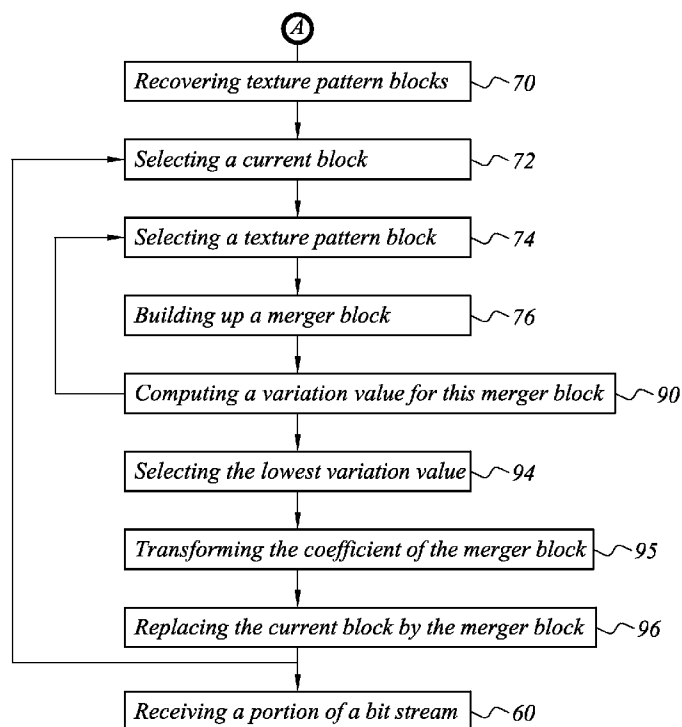 A
Recovering texture pattern blocks 70
Selecting a current block 72
Selecting a texture pattern block 74
Building up a merger block 76
Computing a variation value for this merger block 90
Selecting the lowest variation value 94
Transforming the coefficient of the merger block 95
Replacing the current block by the merger block 96
Receiving a portion of a bit stream 60